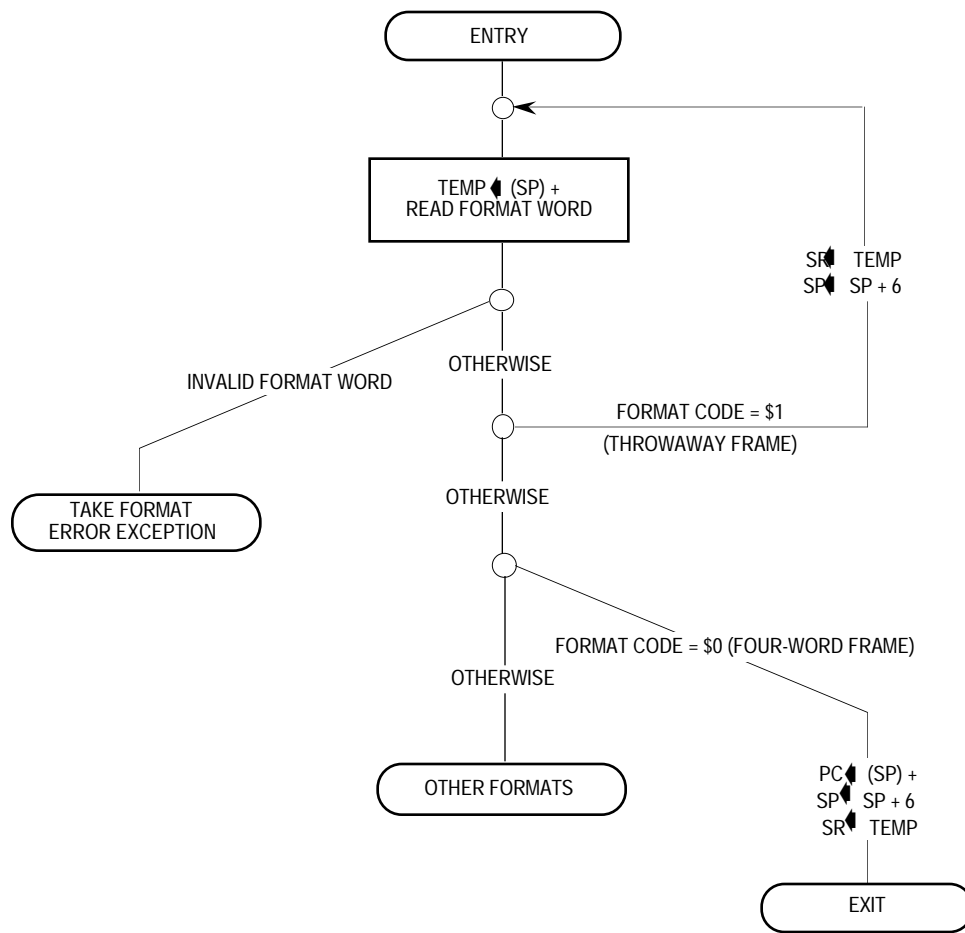 ENTRY
TEMP (SP) +
READ FORMAT WORD
SR TEMP
SP SP + 6
OTHERWISE
INVALID FORMAT WORD
FORMAT CODE = $1
(THROWAWAY FRAME)
OTHERWISE
TAKE FORMAT
ERROR EXCEPTION
FORMAT CODE = $0 (FOUR-WORD FRAME)
OTHERWISE
OTHER FORMATS
PC (SP) +
SP SP + 6
SR TEMP
EXIT